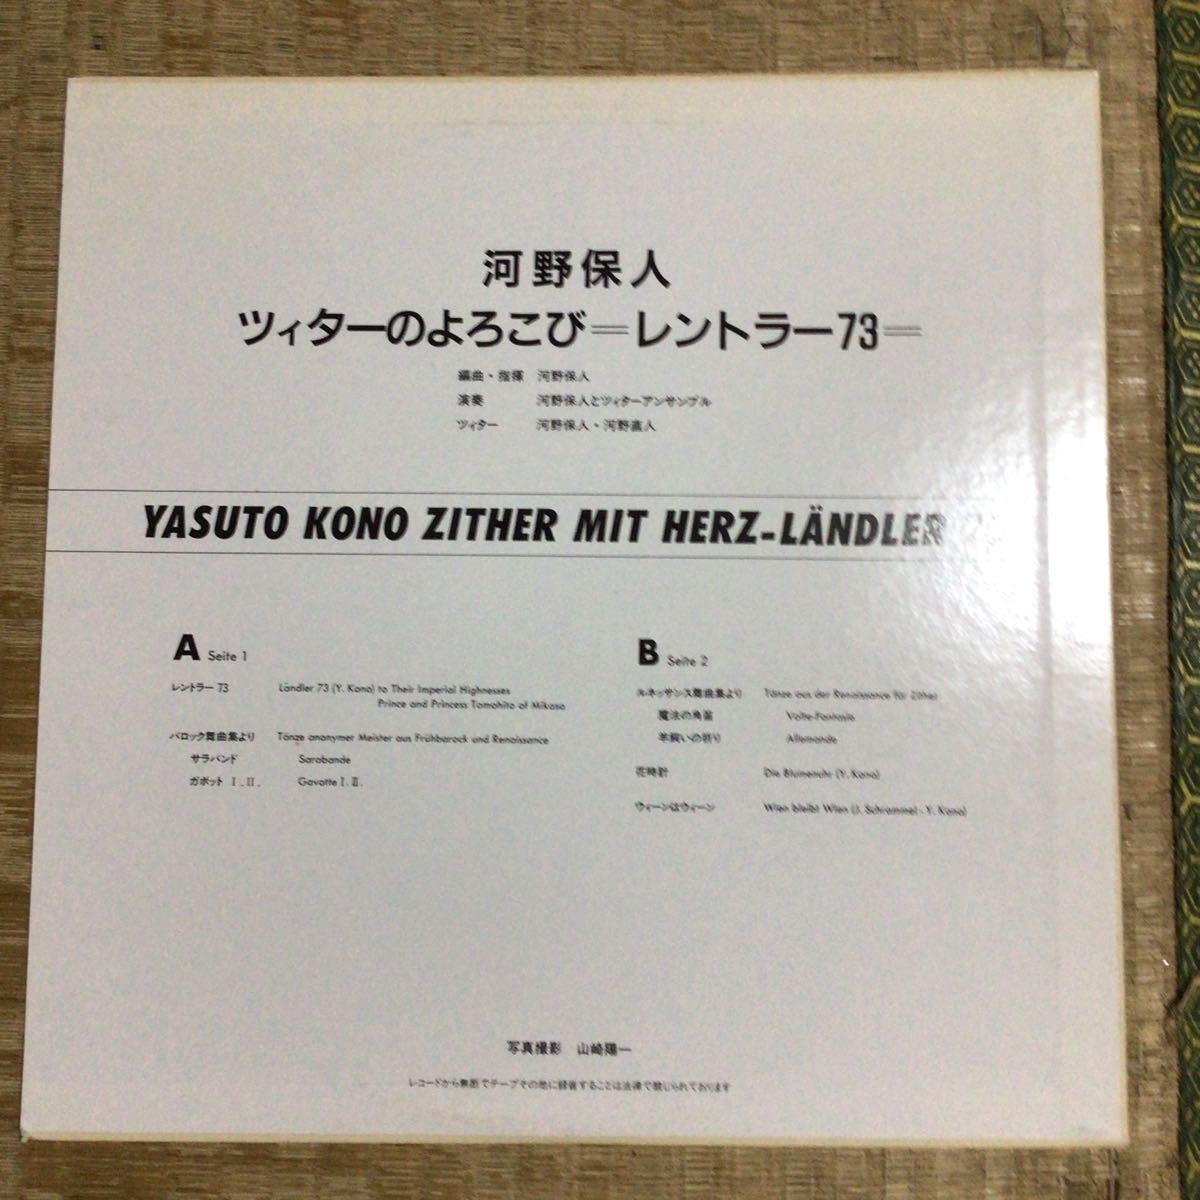 河野保人
ツィターのよろこび＝レントラー73＝
編曲・指揮 河野保人
演奏 河野保人とツィターアンサンブル
ツィター 河野保人・河野直人
YASUTO KONO ZITHER MIT HERZ-LÄNDLER
A Seite 1
レントラー 73 Ländler 73 (Y. Kono) to Their Imperial Highnesses
Prince and Princess Tomohito of Mikasa
バロック舞曲集より Tänze anonymer Meister aus Frühbarock und Renaissance
サラバンド Sarabande
ガボット I.II. Gavotte I.II.
B Seite 2
ルネッサンス舞曲集より Tänze aus der Renaissance für Zither
魔法の角笛 Volte-Fantasie
羊飼いの祈り Allemande
花時計 Die Blumenuhr (Y. Kono)
ウィーンはウィーン Wien bleibt Wien (J. Schrammel - Y. Kono)
写真撮影 山崎陽一
レコードから無断でテープその他に録音することは法律で禁じられております